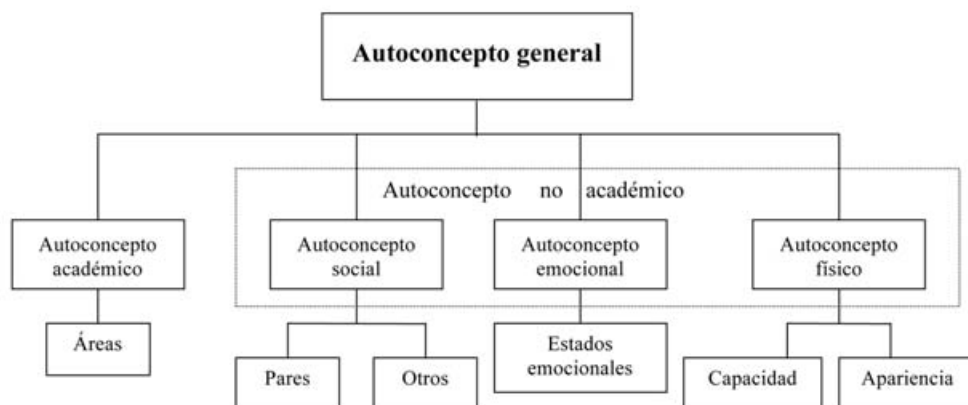 Autoconcepto general
Autoconcepto no académico
Autoconcepto
académico
Autoconcepto
social
Autoconcepto
emocional
Autoconcepto
físico
Áreas
Pares
Otros
Estados
emocionales
Capacidad
Apariencia